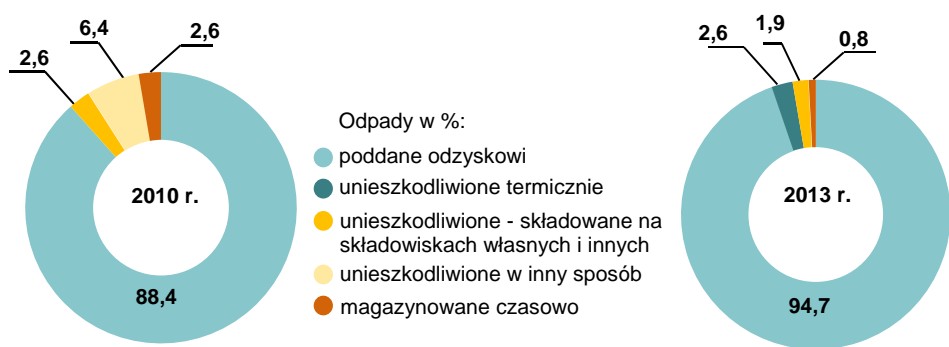 2,6
6,4
2,6
2010 r.
88,4
Odpady w %:
poddane odzyskowi
unieszkodliwione termicznie
unieszkodliwione - składowane na
składowiskach własnych i innych
unieszkodliwione w inny sposób
magazynowane czasowo
2,6
1,9
0,8
2013 r.
94,7